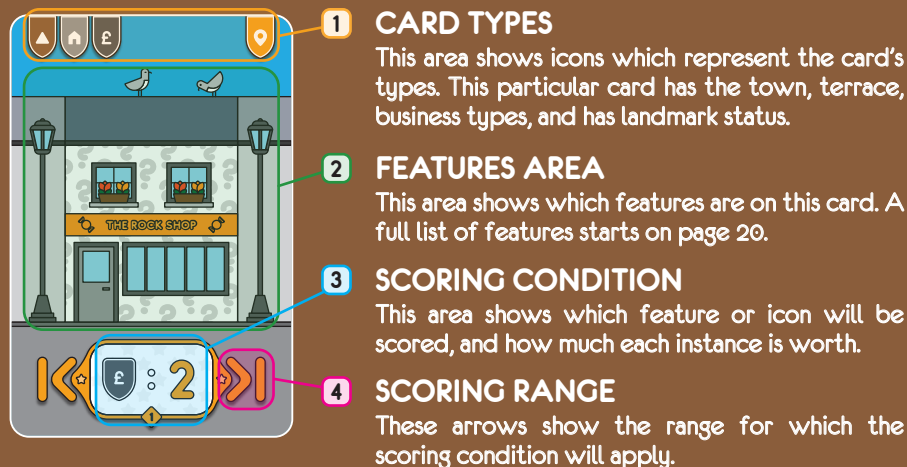 £
1
CARD TYPES
This area shows icons which represent the card's
types. This particular card has the town, terrace,
business types, and has landmark status.
2
FEATURES AREA
This area shows which features are on this card. A
full list of features starts on page 20.
THE ROCK SHOP
3
SCORING CONDITION
This area shows which feature or icon will be
scored, and how much each instance is worth.
£ : 2
1
4
SCORING RANGE
These arrows show the range for which the
scoring condition will apply.